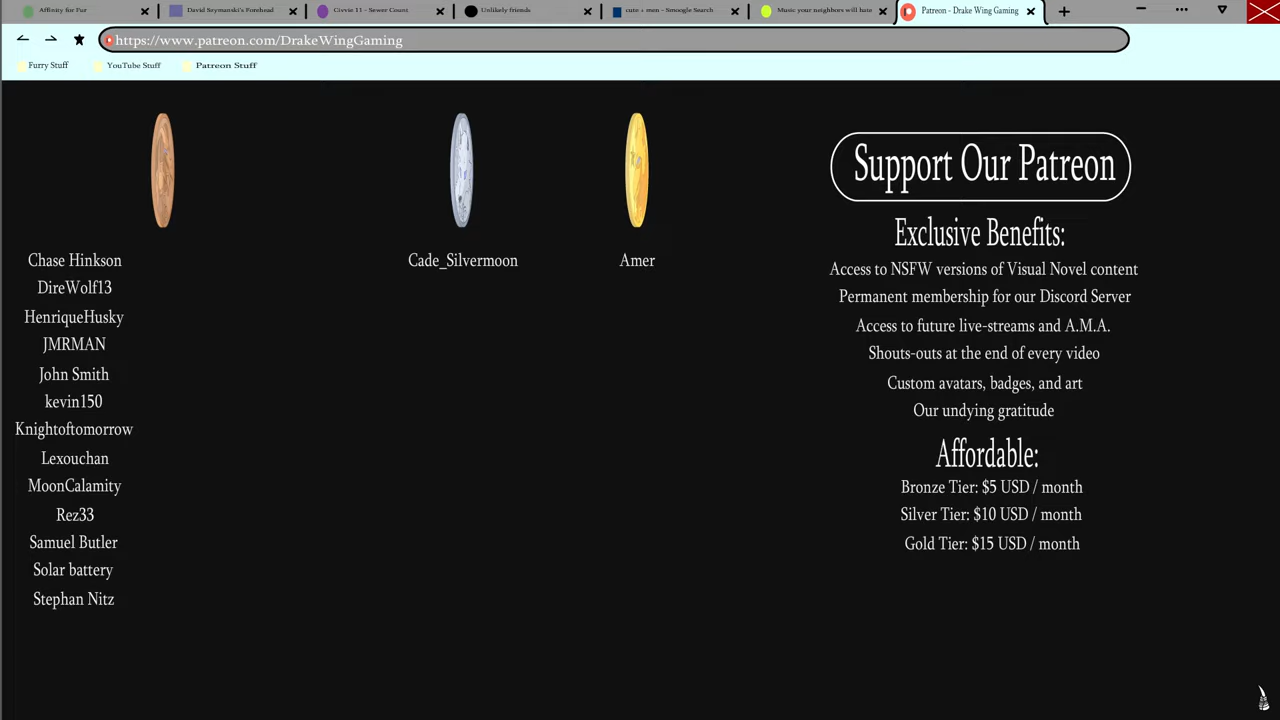 Affinity for Fur
David Szymanski's Forehead
Civvie 11 - Sewer Count
Unlikely friends
cute + men - Smoogle Search
Music your neighbors will hate
Patreon - Drake Wing Gaming
https://www.patreon.com/DrakeWingGaming
Furry Stuff
YouTube Stuff
Patreon Stuff
Chase Hinkson
DireWolf13
HenriqueHusky
JMRMAN
John Smith
kevin150
Knightoftomorrow
Lexouchan
MoonCalamity
Rez33
Samuel Butler
Solar battery
Stephan Nitz
Cade_Silvermoon
Amer
Support Our Patreon
Exclusive Benefits:
Access to NSFW versions of Visual Novel content
Permanent membership for our Discord Server
Access to future live-streams and A.M.A.
Shouts-outs at the end of every video
Custom avatars, badges, and art
Our undying gratitude
Affordable:
Bronze Tier: $5 USD / month
Silver Tier: $10 USD / month
Gold Tier: $15 USD / month